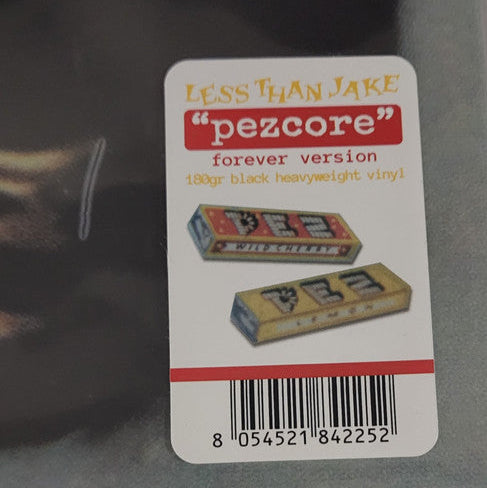 LESS THAN JAKE
“pezcore”
forever version
180gr black heavyweight vinyl
PEZ
WILD CHERRY
PEZ
LEMON
8 054521 842252